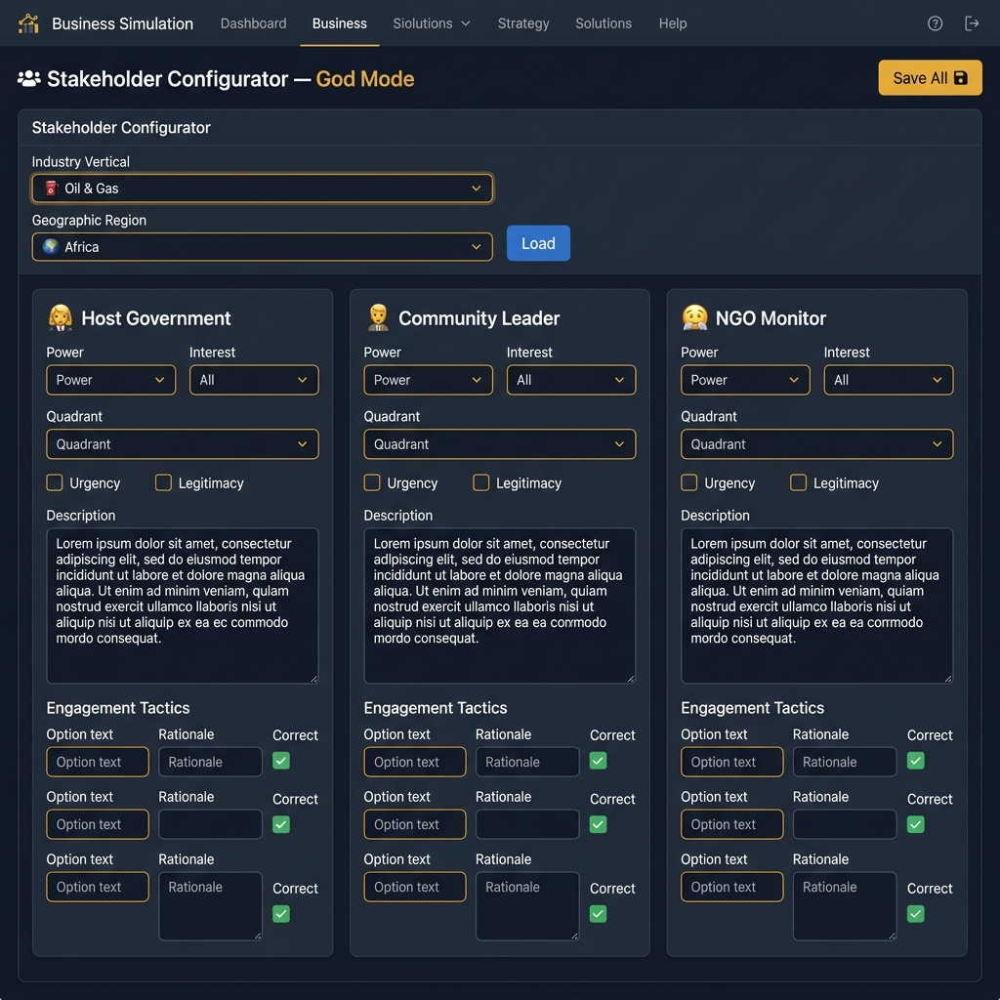 Business Simulation Dashboard Business Siolutions Strategy Solutions Help
Stakeholder Configurator — God Mode
Save All
Stakeholder Configurator
Industry Vertical
Oil & Gas
Geographic Region
Africa
Load
Host Government
Power Interest
Power All
Quadrant
Quadrant
Urgency Legitimacy
Description
Lorem ipsum dolor sit amet, consectetur
adipiscing elit, sed do eiusmod tempor
incididunt ut labore et dolore magna aliqua
aliqua. Ut enim ad minim veniam, qulam
nostrud exercit ullamco llaboris nisi ut
aliquip nisi ut aliquip ex ea ec commodo
mordo consequat.
Engagement Tactics
Option text Rationale Correct
Option text Rationale
Option text Rationale Correct
Option text
Option text Rationale
Option text Rationale Correct
Community Leader
Power Interest
Power All
Quadrant
Quadrant
Urgency Legitimacy
Description
Lorem ipsum dolor sit amet, consectetur
adipiscing elit, sed do eiusmod tempor
incididunt ut labore et dolore magna aliqua
aliqua. Ut enim ad minim veniam, quiam
nostrud exercit ullamco llaboris nisi ut
aliquip nisi ut aliquip ex ea ea commodo
mordo consequat.
Engagement Tactics
Option text Rationale Correct
Option text Rationale
Option text Rationale Correct
Option text
Option text Rationale
Option text Rationale Correct
NGO Monitor
Power Interest
Power All
Quadrant
Quadrant
Urgency Legitimacy
Description
Lorem ipsum dolor sit amet, consectetur
adipiscing elit, sed do eiusmod tempor
incididunt ut labore et dolore magna aliqua
aliqua. Ut enim ad minim veniam, quiam
nostrud exercit ullamco llaboris nisi ut
aliquip nisi ut aliquip ex ea ea commodo
mordo consequat.
Engagement Tactics
Option text Rationale Correct
Option text Rationale
Option text Rationale Correct
Option text
Option text Rationale
Option text Rationale Correct